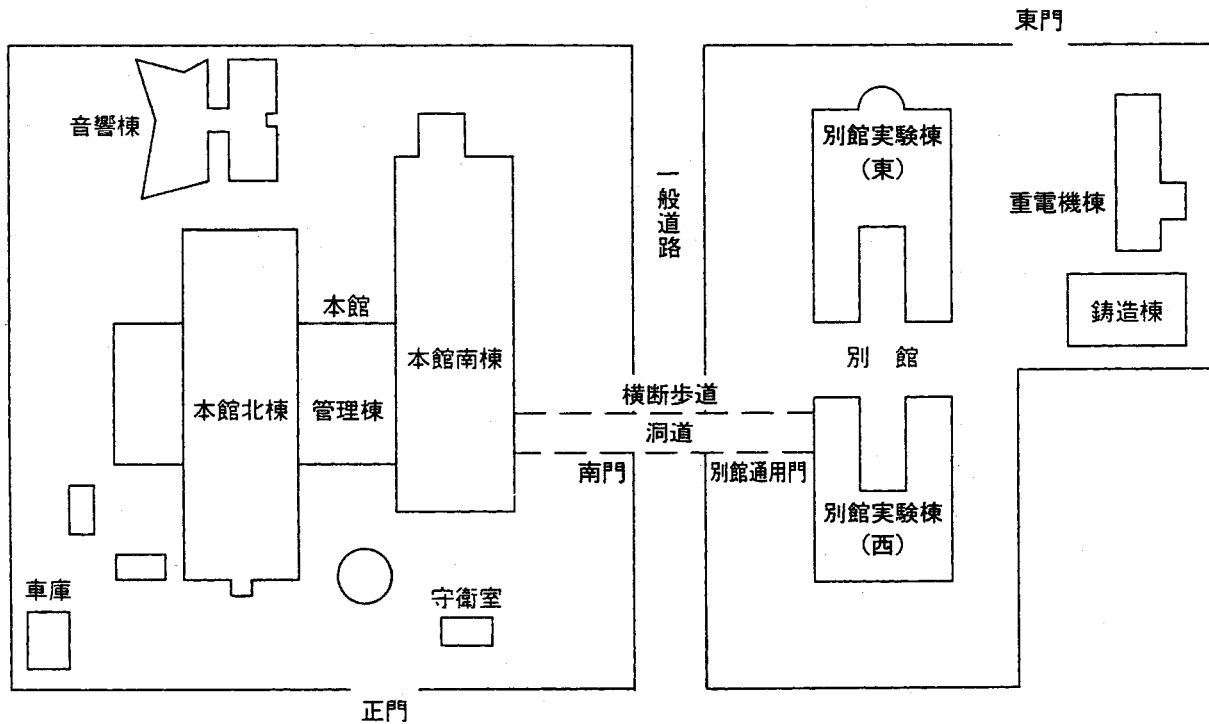 東門
音響棟
別館実験棟
(東)
一般道路
重電機棟
本館
鋳造棟
本館南棟
別 館
本館北棟
管理棟
横断歩道
洞道
南門
別館通用門
別館実験棟
(西)
車庫
守衛室
正門